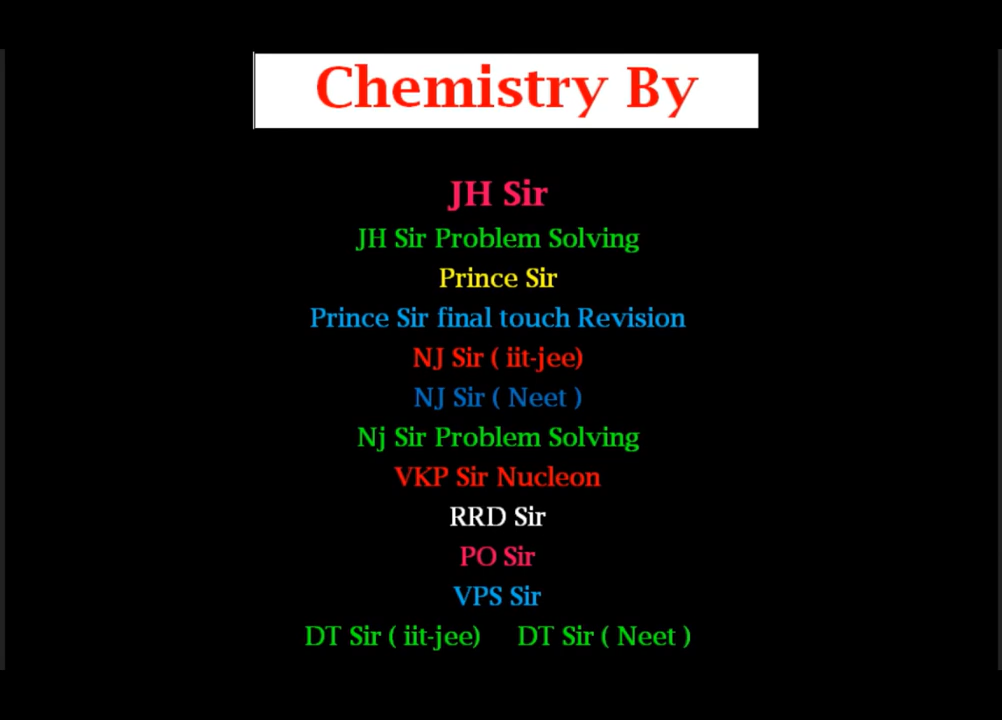 Chemistry By
JH Sir
JH Sir Problem Solving
Prince Sir
Prince Sir final touch Revision
NJ Sir ( iit-jee)
NJ Sir ( Neet )
Nj Sir Problem Solving
VKP Sir Nucleon
RRD Sir
PO Sir
VPS Sir
DT Sir ( iit-jee) DT Sir ( Neet )